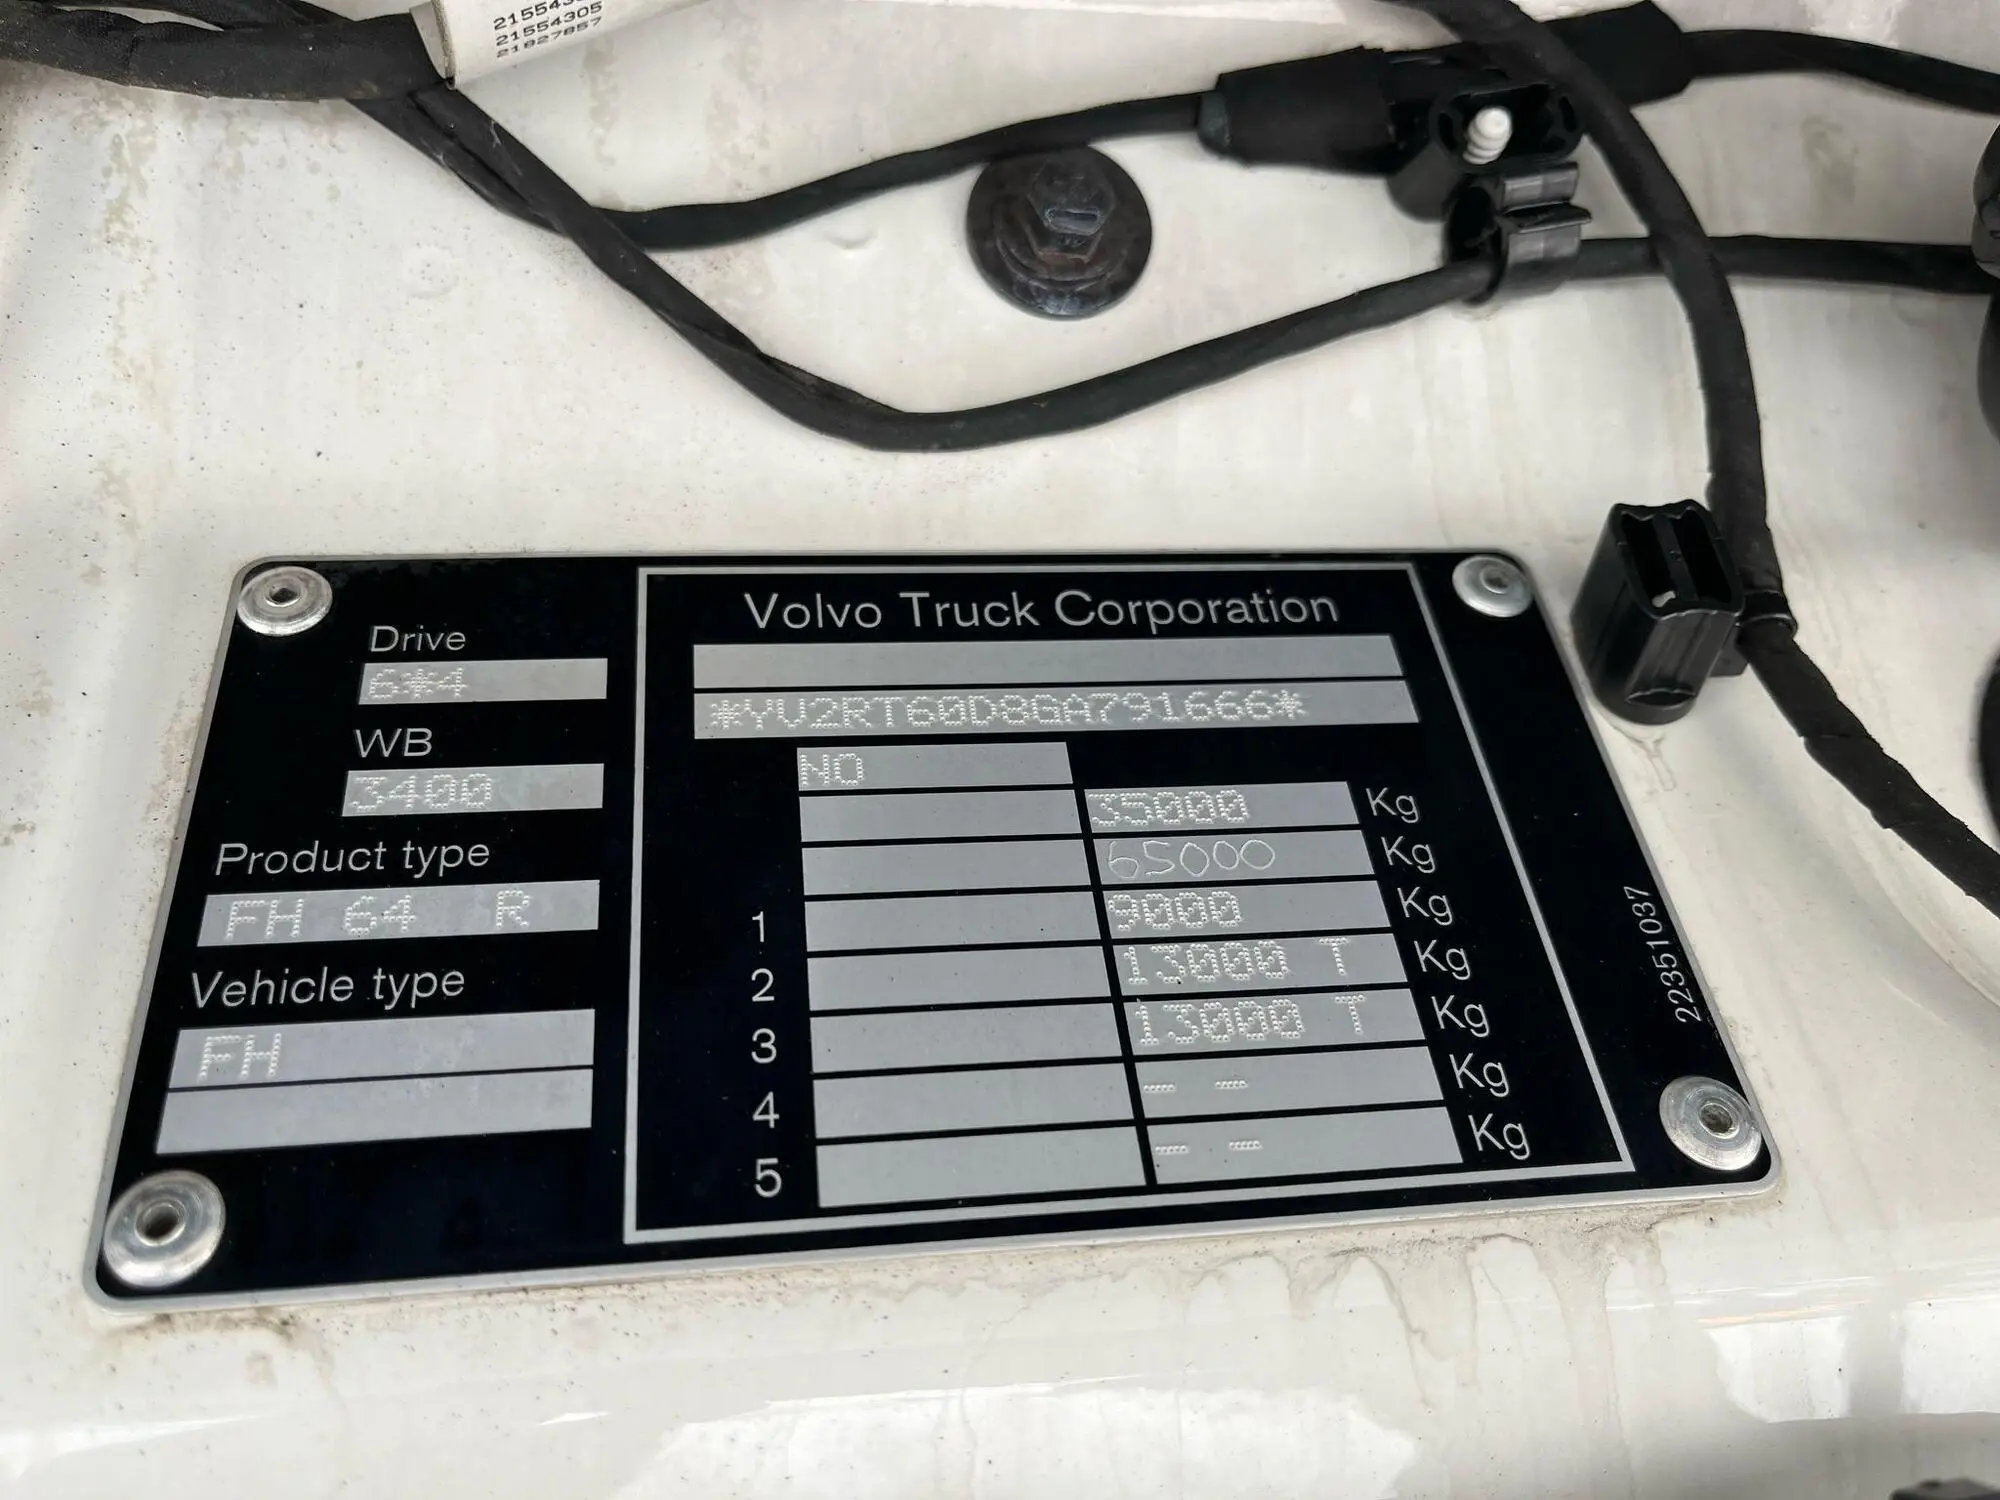 21554305
21827857
Volvo Truck Corporation
Drive
6*4
*YV2RT60D8GA791666*
WB
3400
NO
35000 Kg
65000 Kg
Product type
FH 64 R
1 9000 Kg
2 13000 T Kg
Vehicle type
FH
3 13000 T Kg
4 -- -- Kg
5 -- -- Kg
22351037